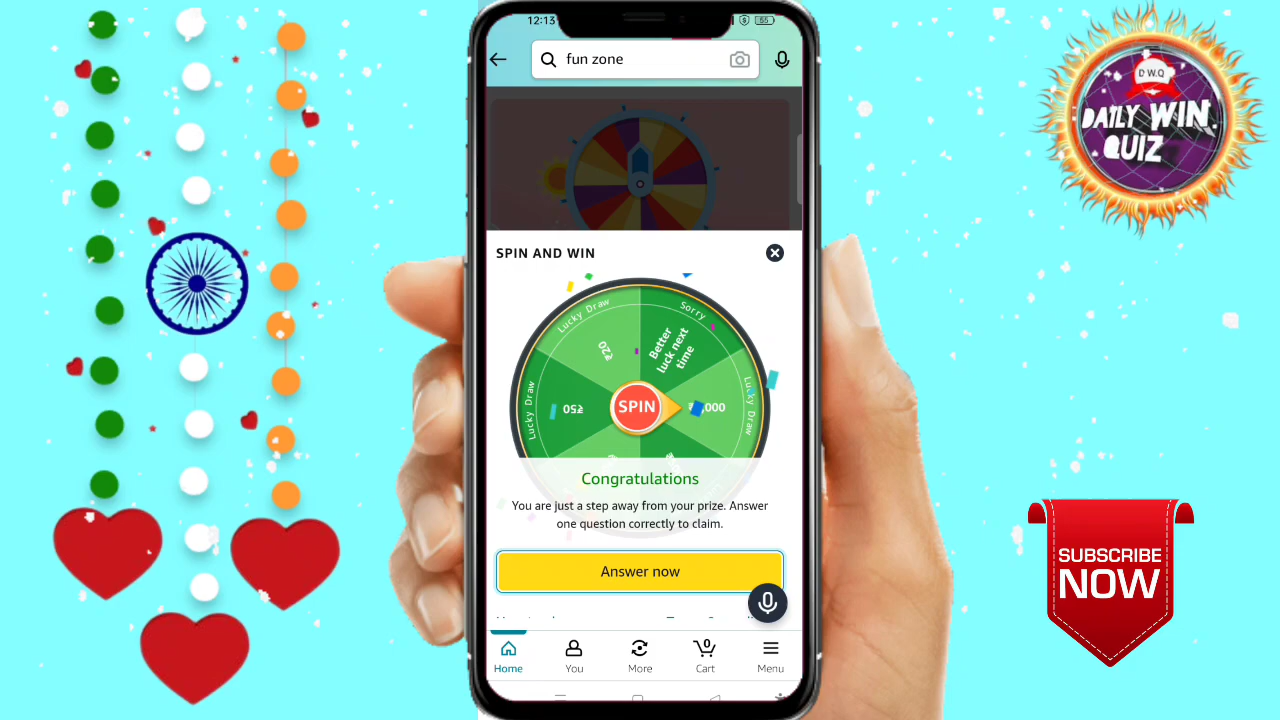 12:13
55
fun zone
D W Q
DAILY WIN
QUIZ
SPIN AND WIN
Lucky Draw
Sorry
₹20
Better
luck next
time
Lucky Draw
Lucky Draw
₹50
SPIN
,000
Congratulations
You are just a step away from your prize. Answer
one question correctly to claim.
Answer now
SUBSCRIBE
NOW
0
Home
You
More
Cart
Menu